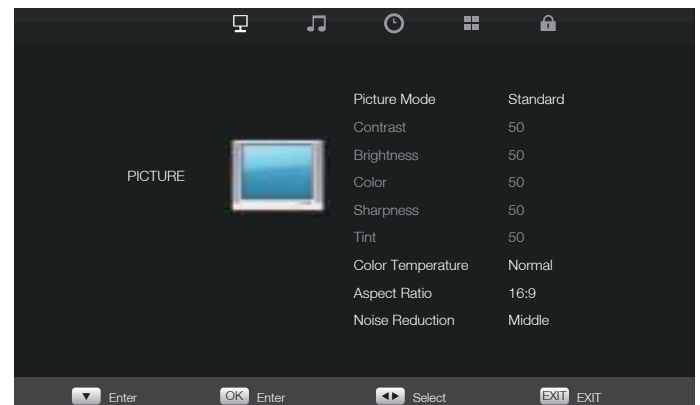 Picture Mode Standard
Contrast 50
Brightness 50
PICTURE
Color 50
Sharpness 50
Tint 50
Color Temperature Normal
Aspect Ratio 16:9
Noise Reduction Middle
Enter OK Enter Select EXIT EXIT